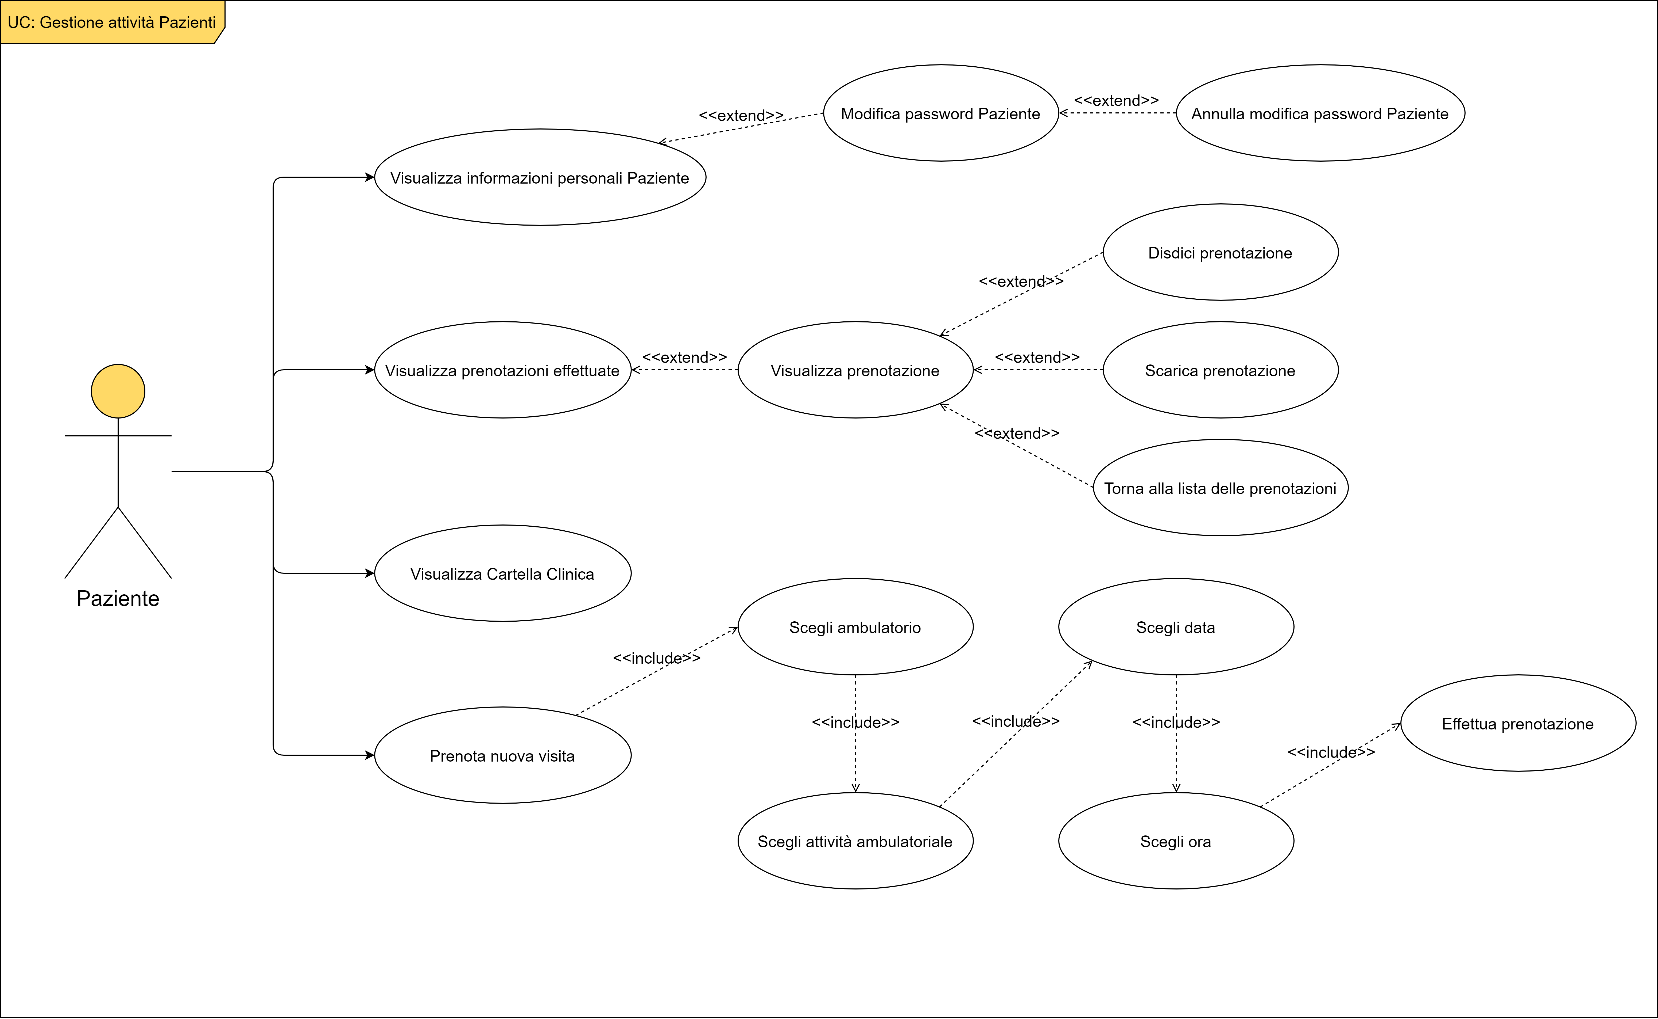 UC: Gestione attività Pazienti
Modifica password Paziente
<<extend>>
Annulla modifica password Paziente
<<extend>>
Visualizza informazioni personali Paziente
Disdici prenotazione
<<extend>>
Visualizza prenotazioni effettuate
<<extend>>
Visualizza prenotazione
<<extend>>
Scarica prenotazione
<<extend>>
Torna alla lista delle prenotazioni
Paziente
Visualizza Cartella Clinica
Scegli ambulatorio
Scegli data
<<include>>
<<include>>
<<include>>
<<include>>
Effettua prenotazione
<<include>>
Prenota nuova visita
Scegli attività ambulatoriale
Scegli ora